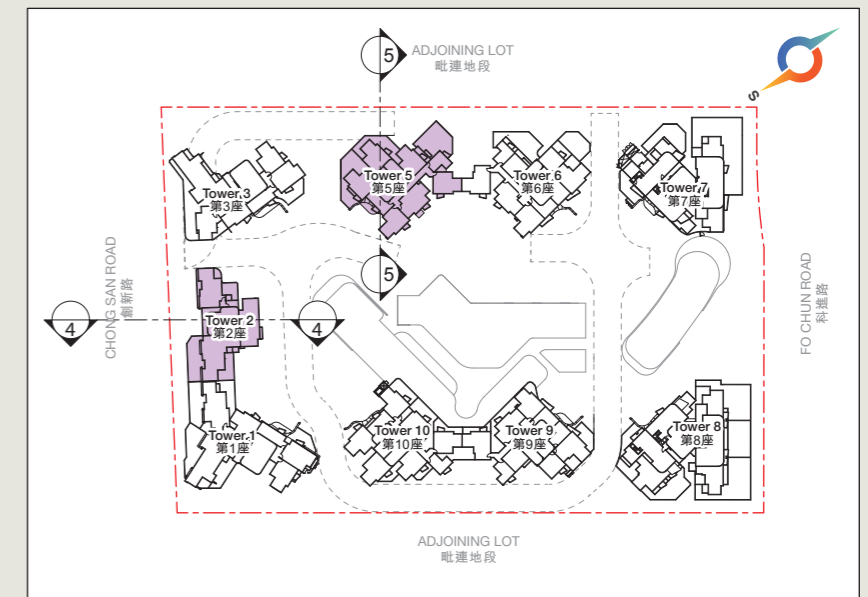 5
ADJOINING LOT
毗連地段
S
Tower 3
第3座
Tower 5
第5座
Tower 6
第6座
Tower 7
第7座
5
CHONG SAN ROAD
創新路
FO CHUN ROAD
科進路
4
Tower 2
第2座
4
Tower 1
第1座
Tower 10
第10座
Tower 9
第9座
Tower 8
第8座
ADJOINING LOT
毗連地段